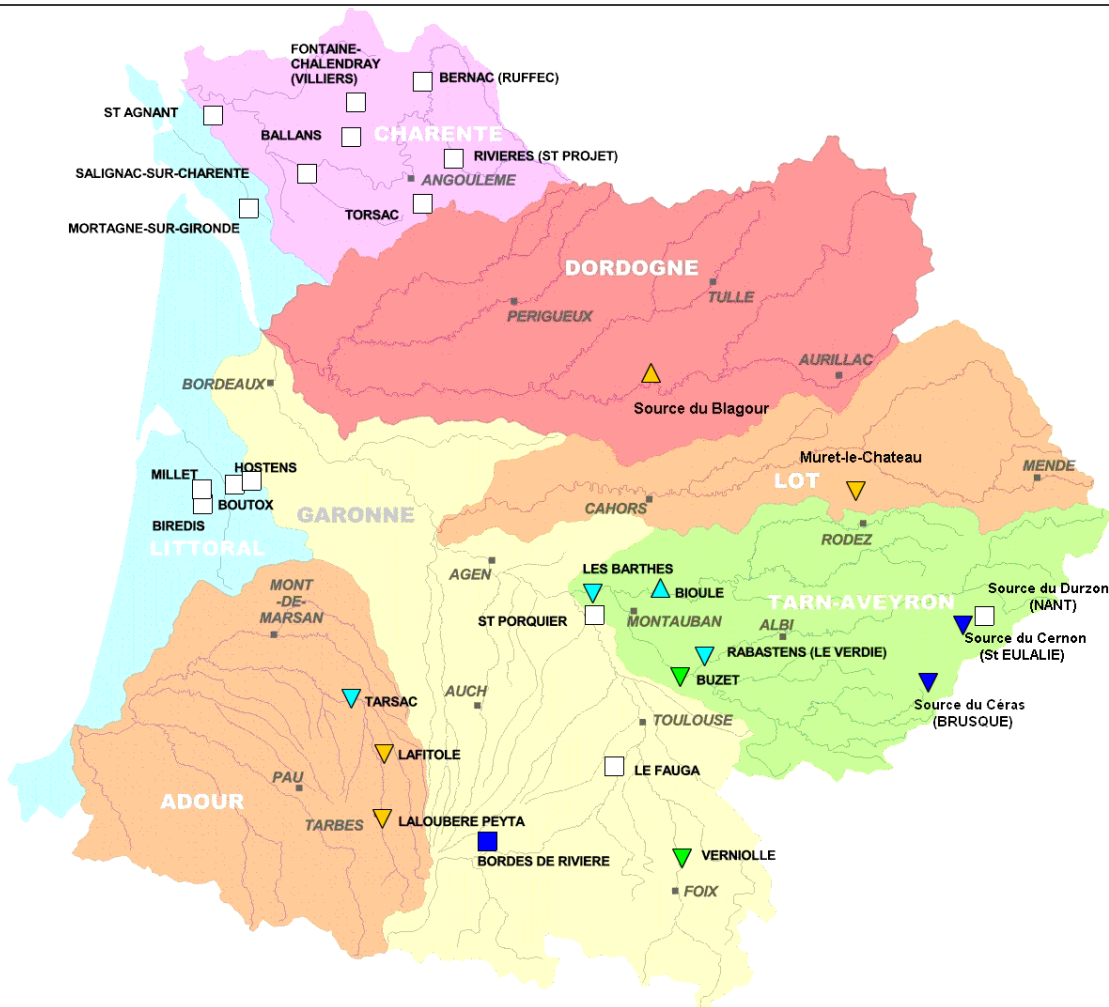 FONTAINE-
CHALENDRAY
(VILLIERS)
BERNAC (RUFFEC)
ST AGNANT
BALLANS
CHARENTE
RIVIERES (ST PROJET)
SALIGNAC-SUR-CHARENTE
ANGOULEME
TORSAC
MORTAGNE-SUR-GIRONDE
DORDOGNE
TULLE
PERIGUEUX
AURILLAC
BORDEAUX
Source du Blagour
Muret-le-Chateau
MENDE
LOT
MILLET
HOSTENS
BOUTOX
BIREDIS
CAHORS
GARONNE
RODEZ
LITTORAL
AGEN
LES BARTHES
BIOULE
TARN-AVEYRON
Source du Durzon
(NANT)
MONT
-DE-
MARSAN
ST PORQUIER
MONTAUBAN
ALBI
Source du Cernon
(St EULALIE)
RABASTENS (LE VERDIE)
BUZET
TARSAC
AUCH
Source du Céras
(BRUSQUE)
TOULOUSE
LAFITOLE
LE FAUGA
PAU
ADOUR
TARBES
LALOUBERE PEYTA
BORDES DE RIVIERE
VERNIOLLE
FOIX